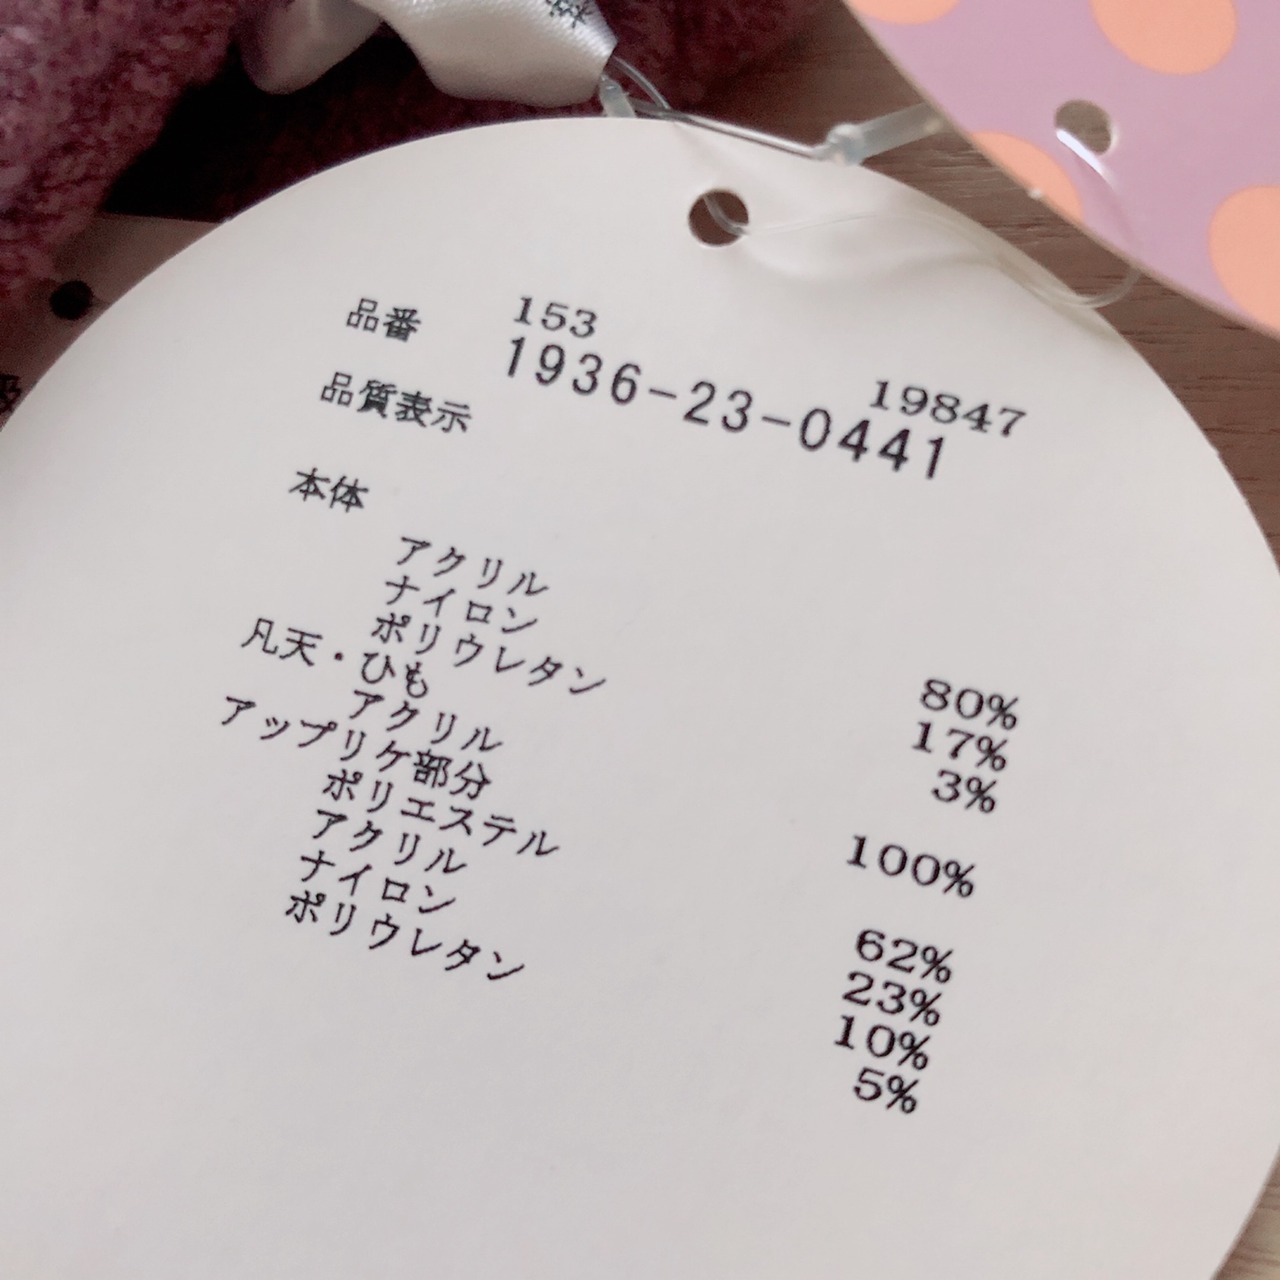 品番 153 19847
1936-23-0441
品質表示
本体
アクリル 80%
ナイロン 17%
ポリウレタン 3%
凡天・ひも
アクリル 100%
アップリケ部分
ポリエステル 62%
アクリル 23%
ナイロン 10%
ポリウレタン 5%